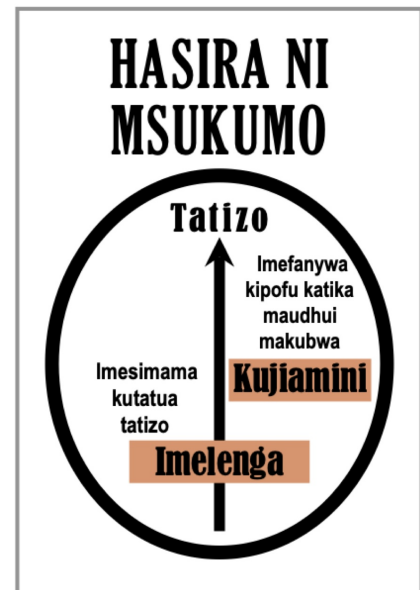 HASIRA NI
MSUKUMO
Tatizo
Imefanywa
kipofu katika
maudhui
makubwa
Kujiamini
Imesimama
kutatua
tatizo
Imelenga